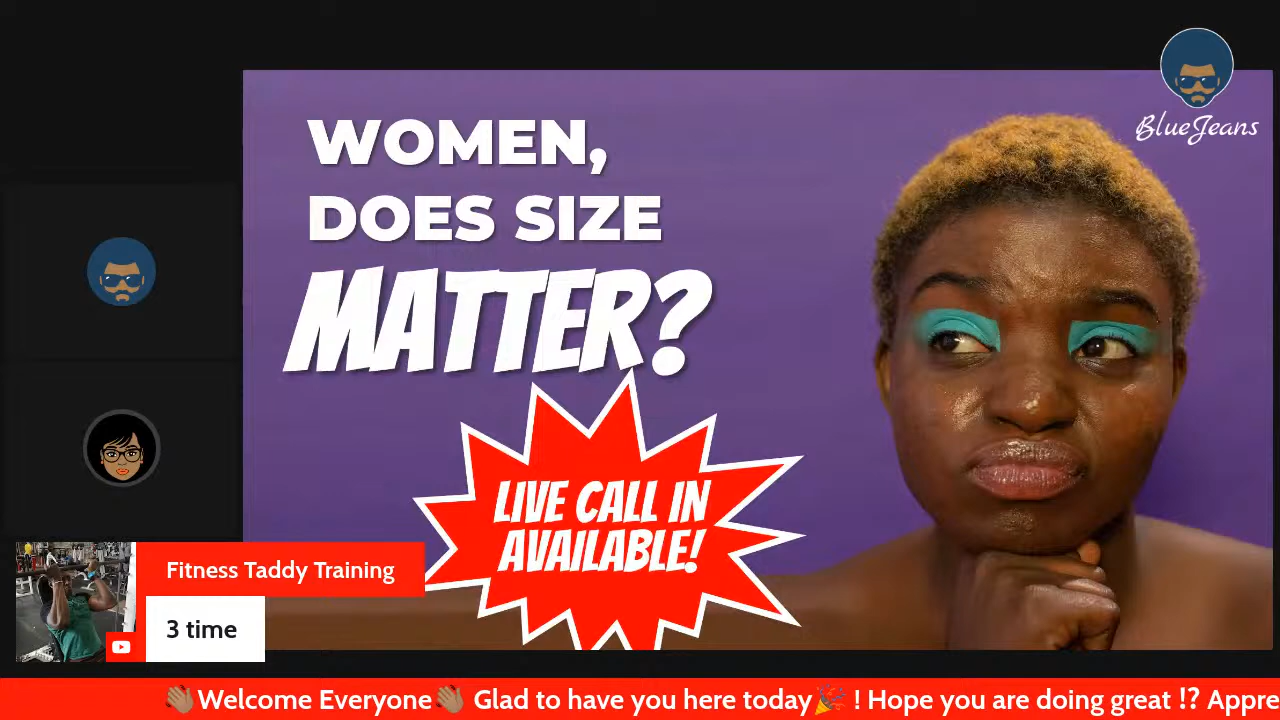 BlueJeans
WOMEN,
DOES SIZE
MATTER?
LIVE CALL IN
AVAILABLE!
Fitness Taddy Training
3 time
👋🏽Welcome Everyone👋🏽 Glad to have you here today🎉 ! Hope you are doing great ⁉ Appre